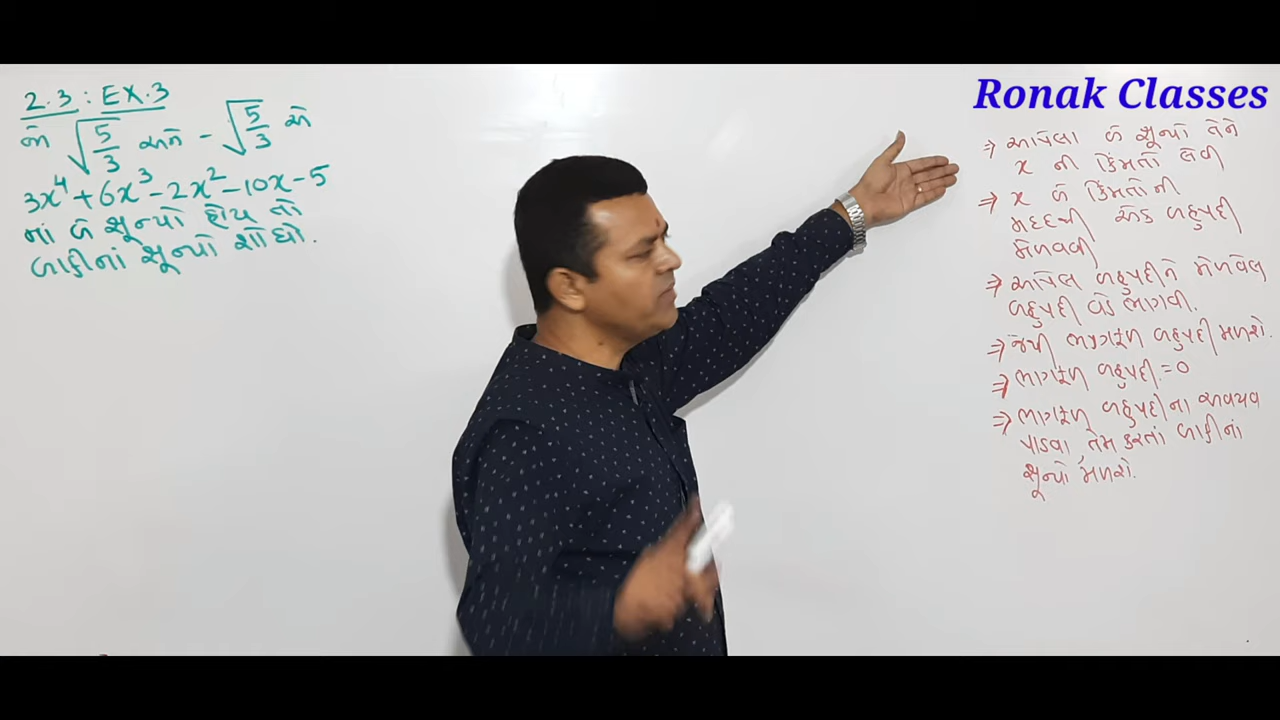 2.3 : EX.3
જો √5/3 અને -√5/3 એ
3x⁴+6x³-2x²-10x-5
નાં બે શૂન્યો હોય તો
બાકીનાં શૂન્યો શોધો.
Ronak Classes
⇒ આપેલા બે શૂન્યો તેને
x ની કિંમતો લેવી
⇒ x બે કિંમતોની
મદદથી એક બહુપદી
મેળવવી
⇒ આપેલ બહુપદીને મેળવેલ
બહુપદી વડે ભાગવી.
⇒ જેથી ભાગફળ બહુપદી મળશે.
⇒ ભાગફળ બહુપદી = 0
⇒ ભાગફળ બહુપદીના અવયવ
પાડવા તેમ કરતાં બાકીનાં
શૂન્યો મળશે.